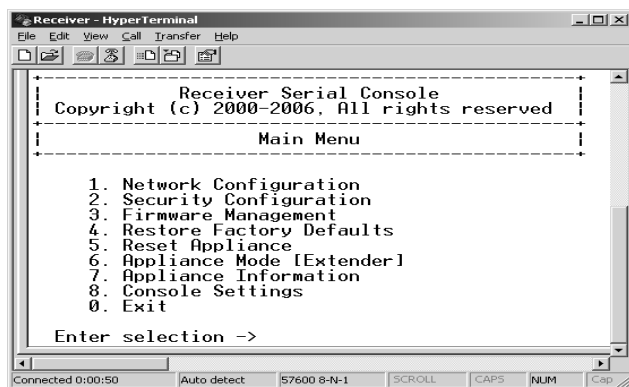 Receiver - HyperTerminal
File Edit View Call Transfer Help
Receiver Serial Console
Copyright (c) 2000-2006, All rights reserved
Main Menu
1. Network Configuration
2. Security Configuration
3. Firmware Management
4. Restore Factory Defaults
5. Reset Appliance
6. Appliance Mode [Extender]
7. Appliance Information
8. Console Settings
0. Exit
Enter selection ->
Connected 0:00:50 Auto detect 57600 8-N-1 SCROLL CAPS NUM Cap